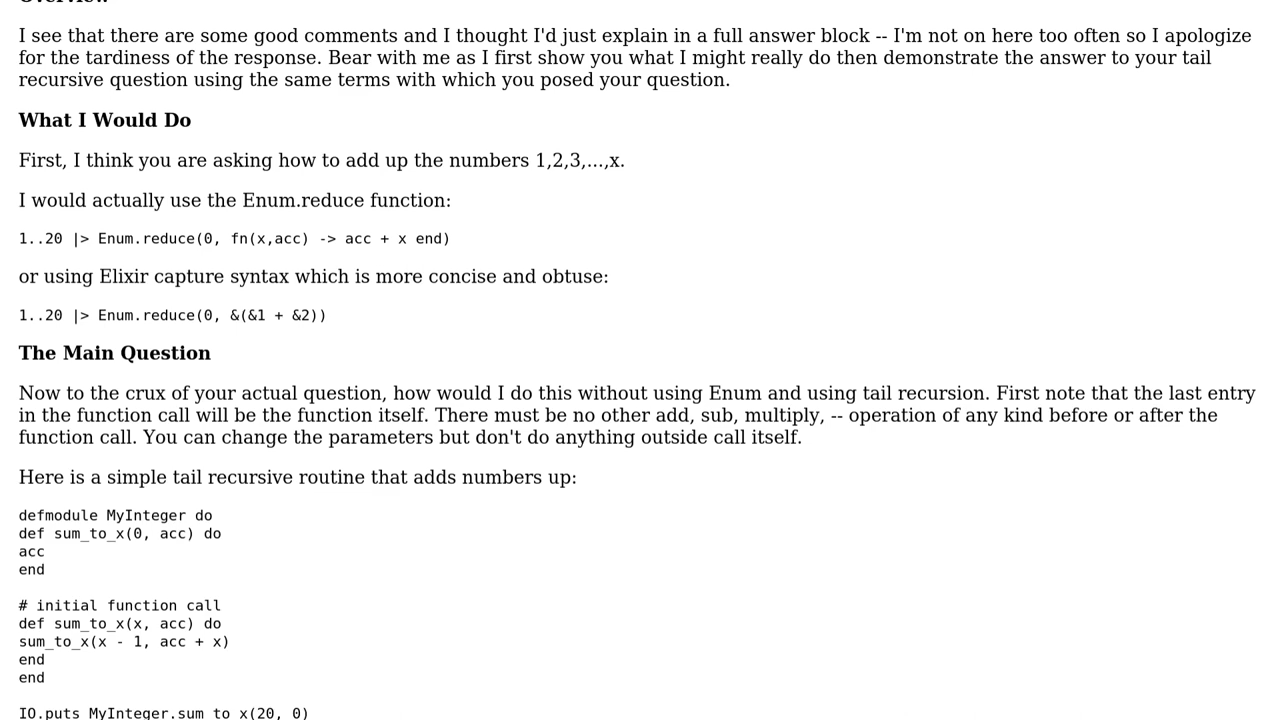 Overview
I see that there are some good comments and I thought I'd just explain in a full answer block -- I'm not on here too often so I apologize
for the tardiness of the response. Bear with me as I first show you what I might really do then demonstrate the answer to your tail
recursive question using the same terms with which you posed your question.
What I Would Do
First, I think you are asking how to add up the numbers 1,2,3,...,x.
I would actually use the Enum.reduce function:
1..20 |> Enum.reduce(0, fn(x,acc) -> acc + x end)
or using Elixir capture syntax which is more concise and obtuse:
1..20 |> Enum.reduce(0, &(&1 + &2))
The Main Question
Now to the crux of your actual question, how would I do this without using Enum and using tail recursion. First note that the last entry
in the function call will be the function itself. There must be no other add, sub, multiply, -- operation of any kind before or after the
function call. You can change the parameters but don't do anything outside call itself.
Here is a simple tail recursive routine that adds numbers up:
defmodule MyInteger do
def sum_to_x(0, acc) do
acc
end
# initial function call
def sum_to_x(x, acc) do
sum_to_x(x - 1, acc + x)
end
end
IO.puts MyInteger.sum_to_x(20, 0)